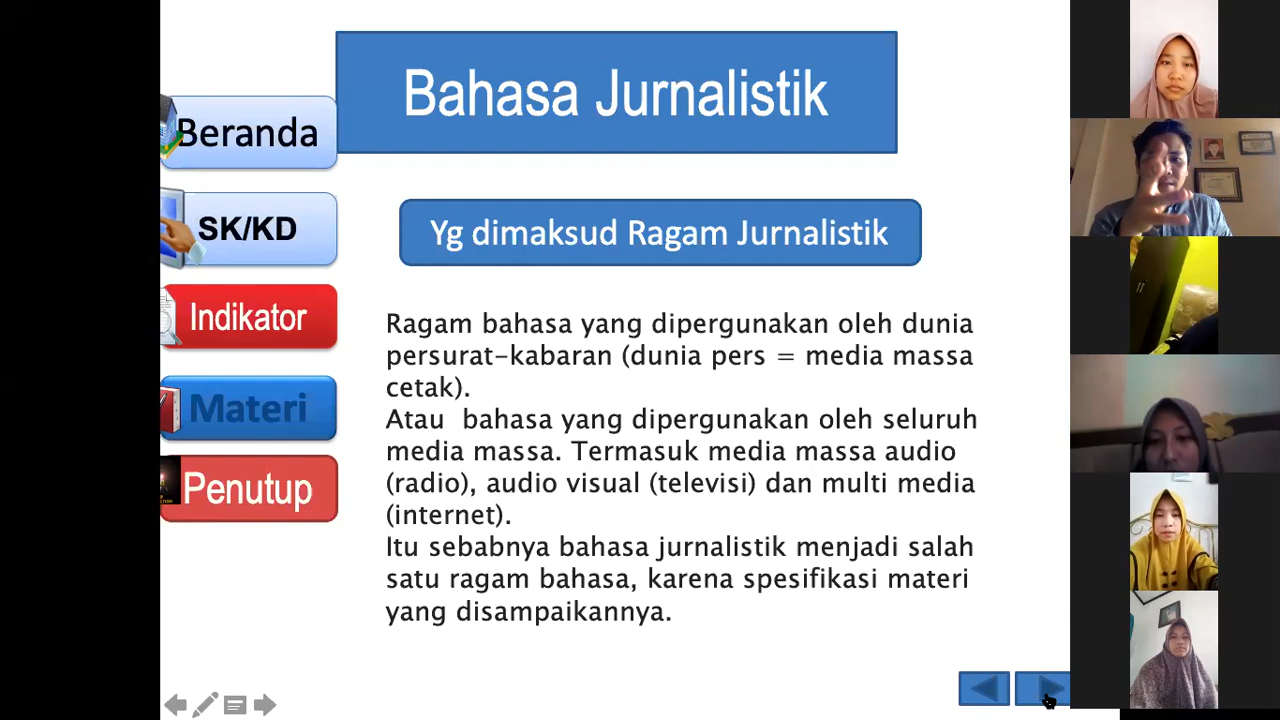 Bahasa Jurnalistik
Beranda
SK/KD
Indikator
Materi
Penutup
Yg dimaksud Ragam Jurnalistik
Ragam bahasa yang dipergunakan oleh dunia
persurat-kabaran (dunia pers = media massa
cetak).
Atau bahasa yang dipergunakan oleh seluruh
media massa. Termasuk media massa audio
(radio), audio visual (televisi) dan multi media
(internet).
Itu sebabnya bahasa jurnalistik menjadi salah
satu ragam bahasa, karena spesifikasi materi
yang disampaikannya.